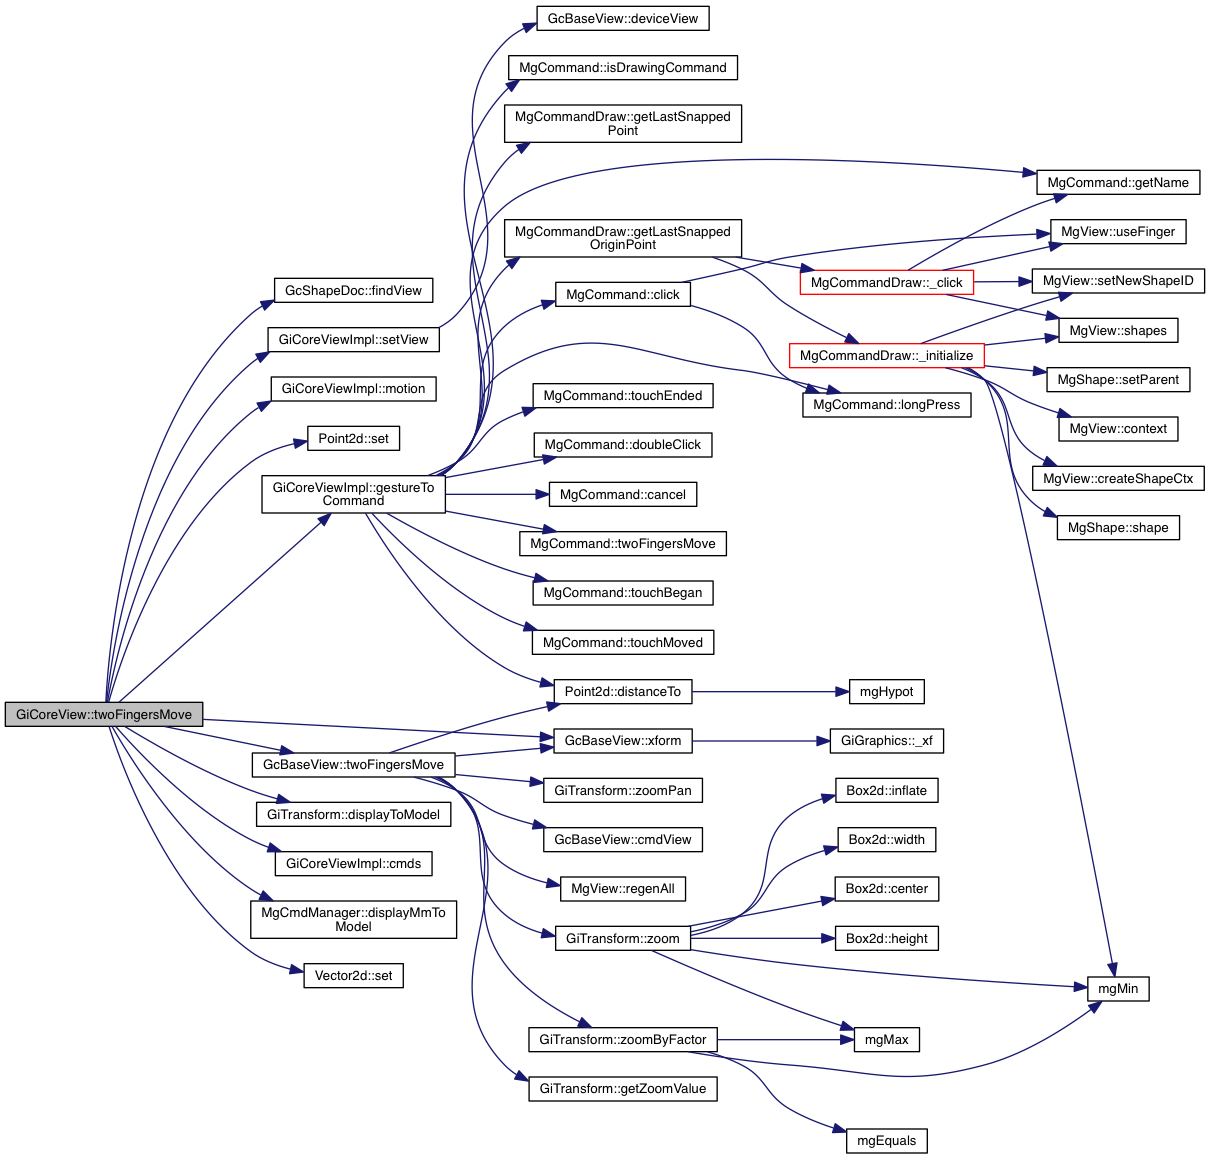 GcBaseView::deviceView
MgCommand::isDrawingCommand
MgCommandDraw::getLastSnapped
Point
MgCommand::getName
MgCommandDraw::getLastSnapped
OriginPoint
MgView::useFinger
GcShapeDoc::findView
MgCommand::click
MgCommandDraw::_click
MgView::setNewShapeID
GiCoreViewImpl::setView
MgView::shapes
MgCommandDraw::_initialize
GiCoreViewImpl::motion
MgCommand::touchEnded
MgCommand::longPress
MgShape::setParent
Point2d::set
MgCommand::doubleClick
MgView::context
GiCoreViewImpl::gestureTo
Command
MgCommand::cancel
MgView::createShapeCtx
MgCommand::twoFingersMove
MgShape::shape
MgCommand::touchBegan
MgCommand::touchMoved
Point2d::distanceTo
mgHypot
GiCoreView::twoFingersMove
GcBaseView::xform
GiGraphics::_xf
GcBaseView::twoFingersMove
GiTransform::zoomPan
Box2d::inflate
GiTransform::displayToModel
GcBaseView::cmdView
Box2d::width
GiCoreViewImpl::cmds
MgView::regenAll
Box2d::center
MgCmdManager::displayMmTo
Model
GiTransform::zoom
Box2d::height
Vector2d::set
mgMin
GiTransform::zoomByFactor
mgMax
GiTransform::getZoomValue
mgEquals